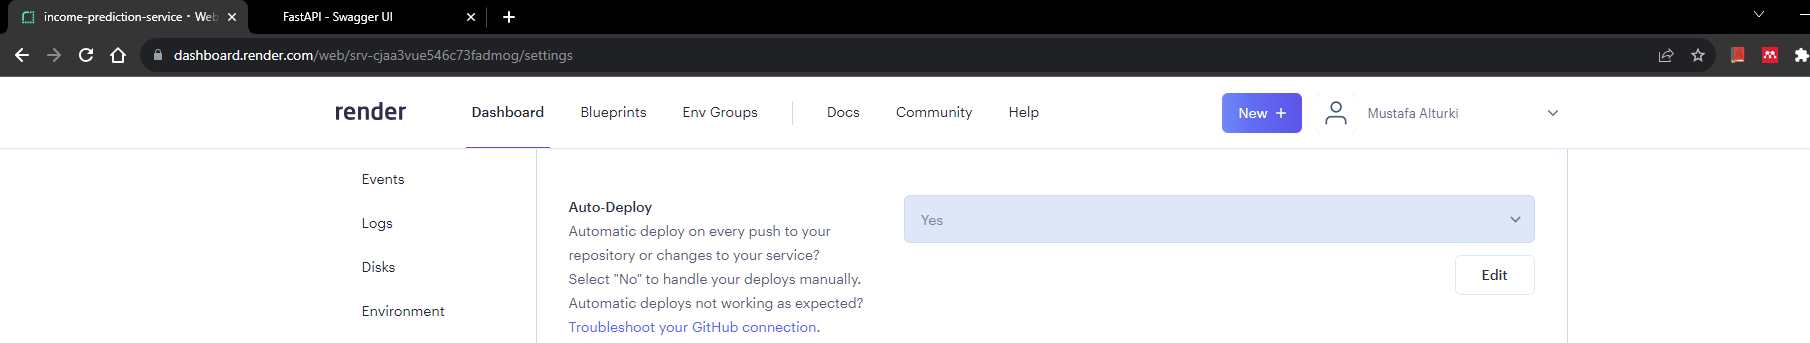 income-prediction-service · Web
FastAPI - Swagger UI
dashboard.render.com/web/srv-cjaa3vue546c73fadmog/settings
render
Dashboard
Blueprints
Env Groups
Docs
Community
Help
New +
Mustafa Alturki
Events
Logs
Disks
Environment
Auto-Deploy
Automatic deploy on every push to your
repository or changes to your service?
Select "No" to handle your deploys manually.
Automatic deploys not working as expected?
Troubleshoot your GitHub connection.
Yes
Edit